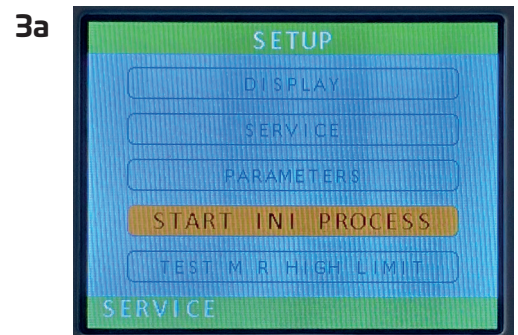 3a
SETUP
DISPLAY
SERVICE
PARAMETERS
START INI PROCESS
TEST M R HIGH LIMIT
SERVICE